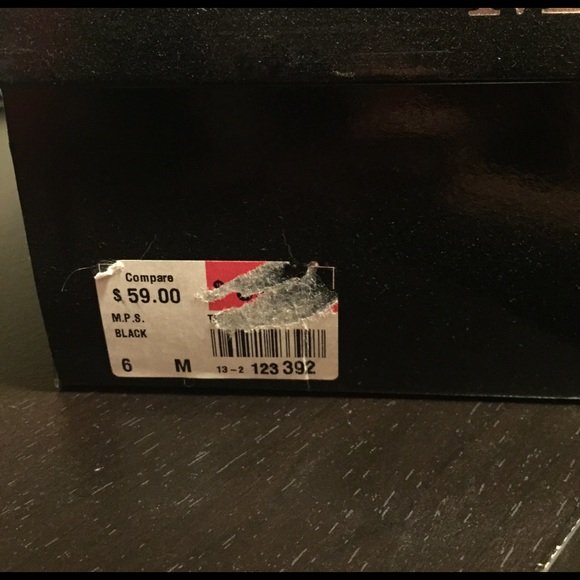 Compare
$ 59.00
M.P.S.
BLACK
6 M 13-2 123 392